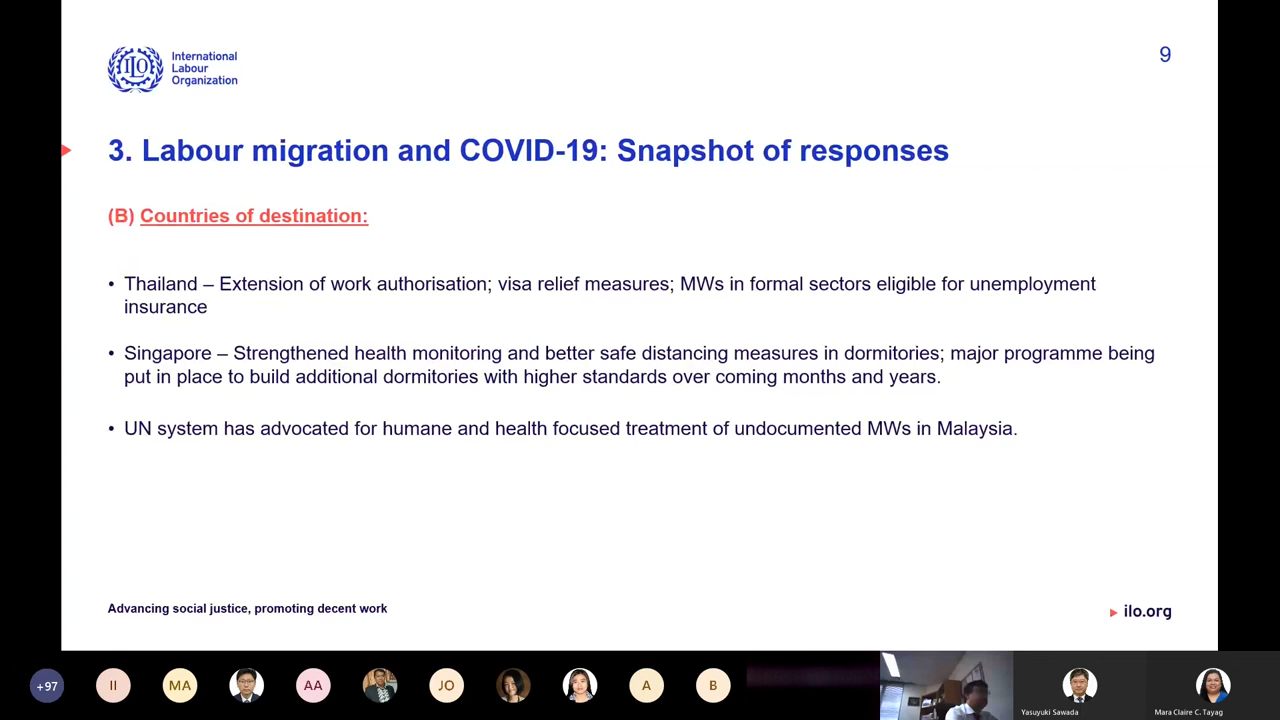 International
Labour
Organization
ILO
9
3. Labour migration and COVID-19: Snapshot of responses
(B) Countries of destination:
• Thailand – Extension of work authorisation; visa relief measures; MWs in formal sectors eligible for unemployment
insurance
• Singapore – Strengthened health monitoring and better safe distancing measures in dormitories; major programme being
put in place to build additional dormitories with higher standards over coming months and years.
• UN system has advocated for humane and health focused treatment of undocumented MWs in Malaysia.
Advancing social justice, promoting decent work
ilo.org
+97
II
MA
AA
JO
A
B
Yasuyuki Sawada
Mara Claire C. Tayag